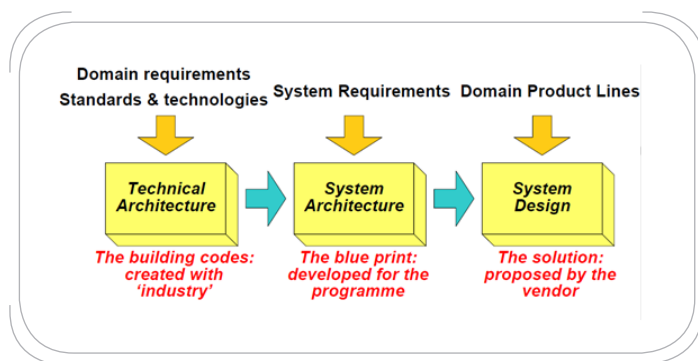 Domain requirements
Standards & technologies
System Requirements
Domain Product Lines
Technical
Architecture
System
Architecture
System
Design
The building codes:
created with
‘industry’
The blue print:
developed for the
programme
The solution:
proposed by the
vendor